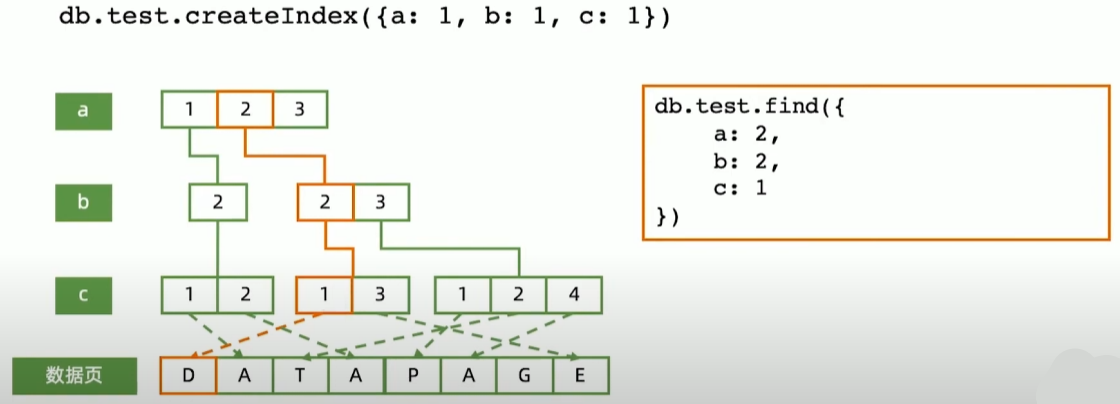 db.test.createIndex({a: 1, b: 1, c: 1})
a
1 2 3
db.test.find({
a: 2,
b: 2,
c: 1
})
b
2 2 3
c
1 2 1 3 1 2 4
数据页
D A T A P A G E